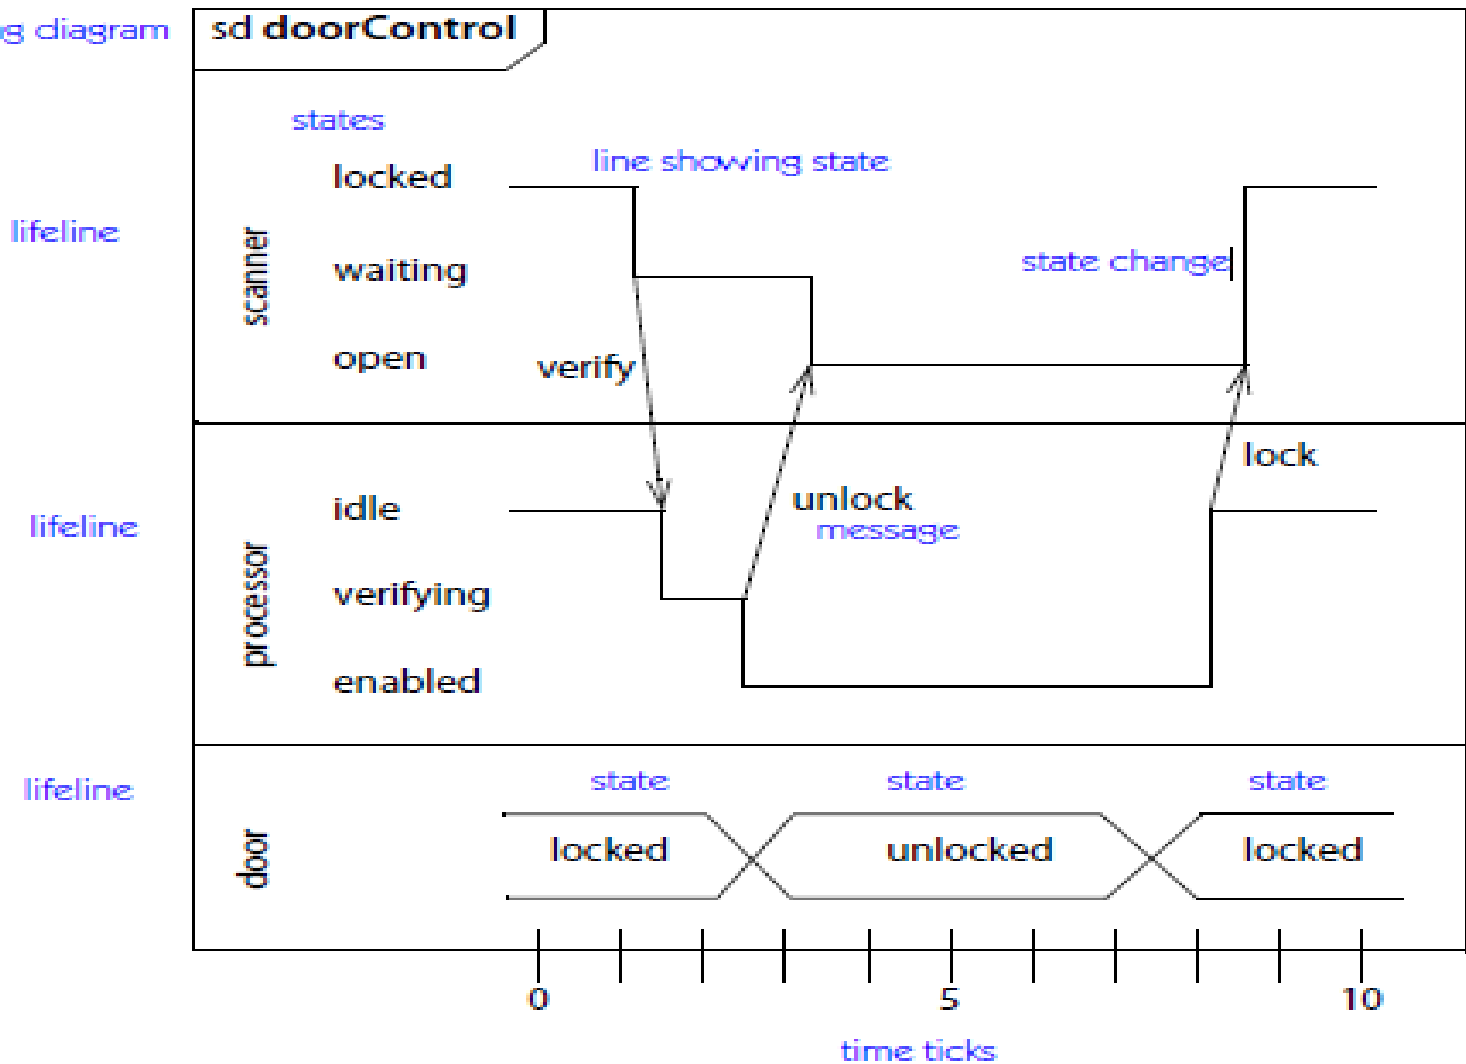 ng diagram
sd doorControl
states
locked
line showing state
lifeline
scanner
waiting
state change
open
verify
lock
idle
unlock
message
lifeline
processor
verifying
enabled
lifeline
state
state
state
door
locked
unlocked
locked
0
5
10
time ticks